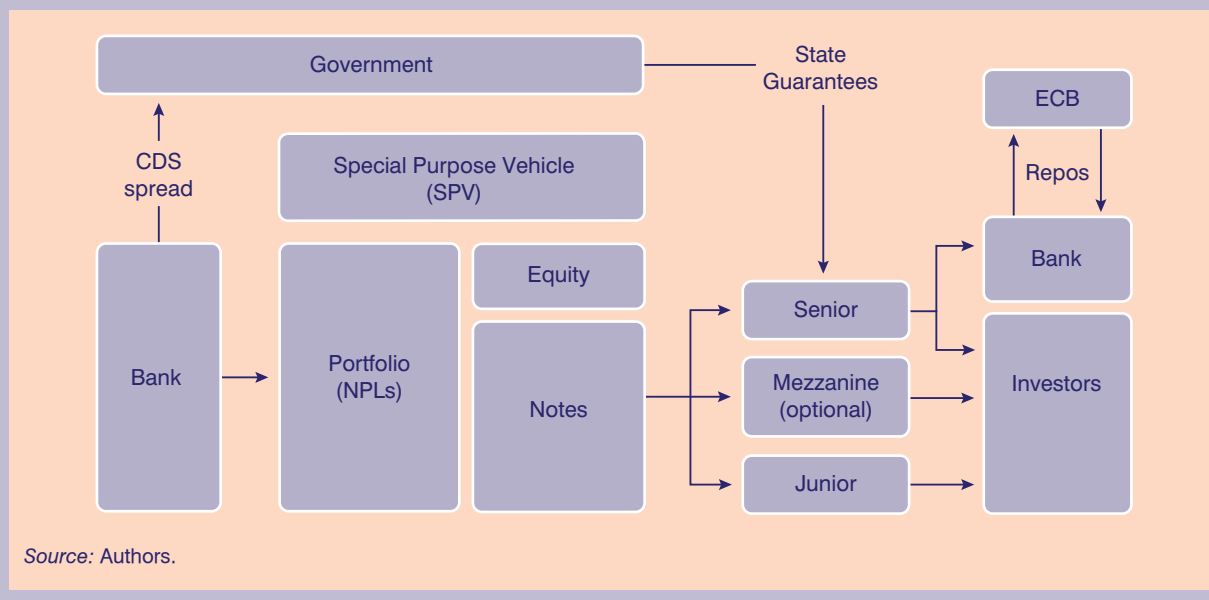 Government
State
Guarantees
ECB
CDS
spread
Special Purpose Vehicle
(SPV)
Repos
Bank
Portfolio
(NPLs)
Equity
Notes
Senior
Mezzanine
(optional)
Junior
Bank
Investors
Source: Authors.